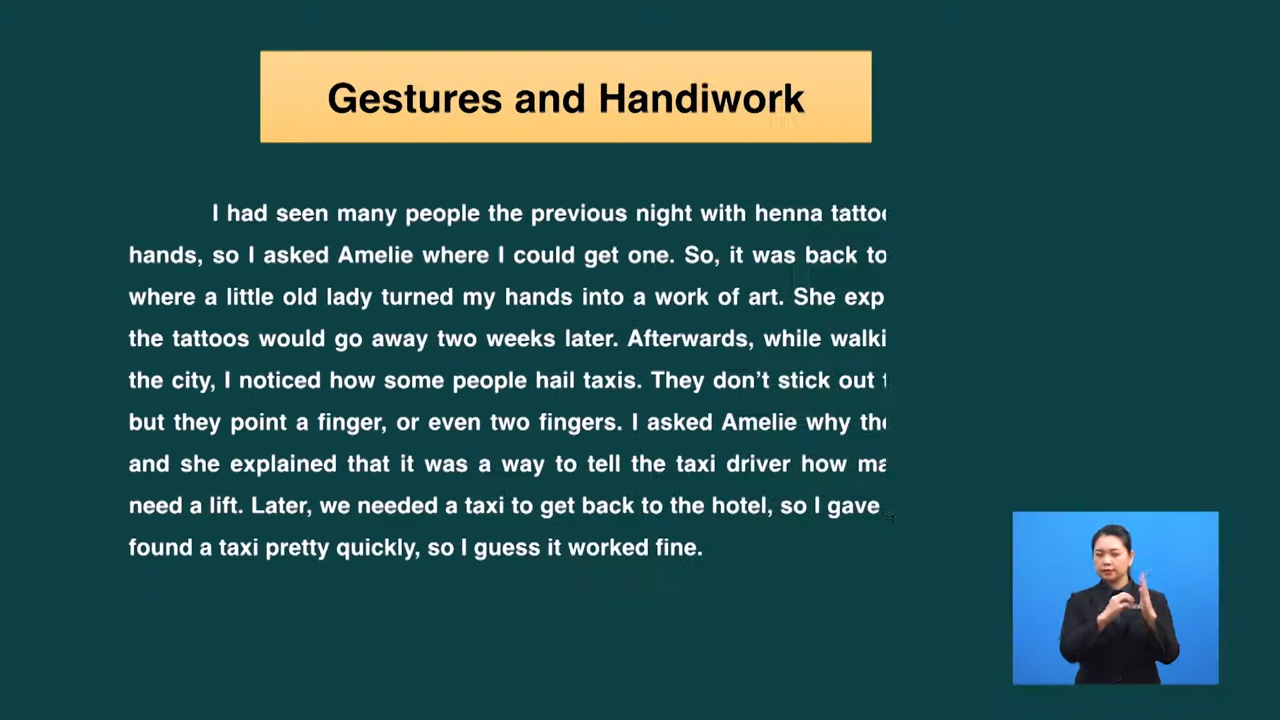 Gestures and Handiwork
I had seen many people the previous night with henna
hands, so I asked Amelie where I could get one. So, it was back to
where a little old lady turned my hands into a work of art. She
the tattoos would go away two weeks later. Afterwards, while
the city, I noticed how some people hail taxis. They don’t stick out
but they point a finger, or even two fingers. I asked Amelie why
and she explained that it was a way to tell the taxi driver how
need a lift. Later, we needed a taxi to get back to the hotel, so I gave
found a taxi pretty quickly, so I guess it worked fine.